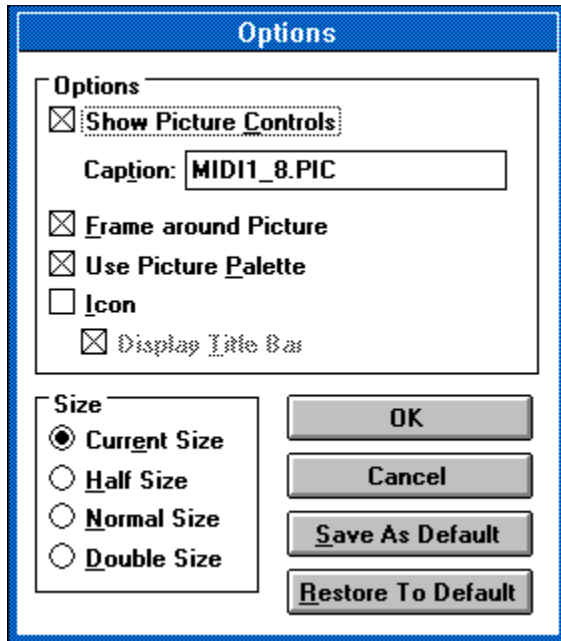 Options
Options
Show Picture Controls
Caption: MIDI1_8.PIC
Frame around Picture
Use Picture Palette
Icon
Display Title Bar
Size
Current Size
Half Size
Normal Size
Double Size
OK
Cancel
Save As Default
Restore To Default